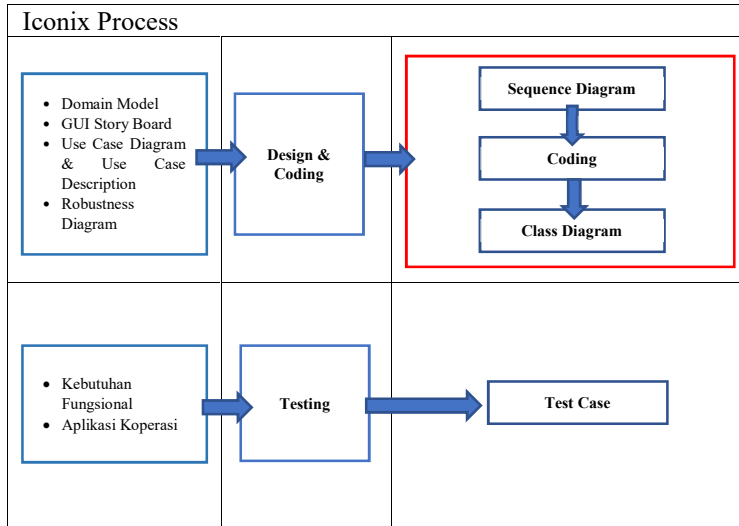 Iconix Process
• Domain Model
• GUI Story Board
• Use Case Diagram
& Use Case
Description
• Robustness
Diagram
Design &
Coding
Sequence Diagram
Coding
Class Diagram
• Kebutuhan
Fungsional
• Aplikasi Koperasi
Testing
Test Case